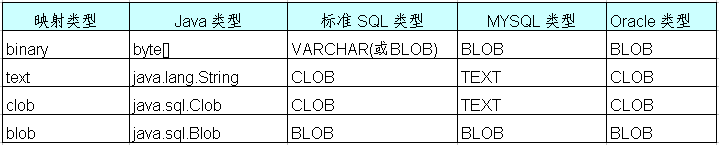 映射类型 Java 类型 标准 SQL 类型 MYSQL 类型 Oracle 类型
binary byte[] VARCHAR(或BLOB) BLOB BLOB
text java.lang.String CLOB TEXT CLOB
clob java.sql.Clob CLOB TEXT CLOB
blob java.sql.Blob BLOB BLOB BLOB